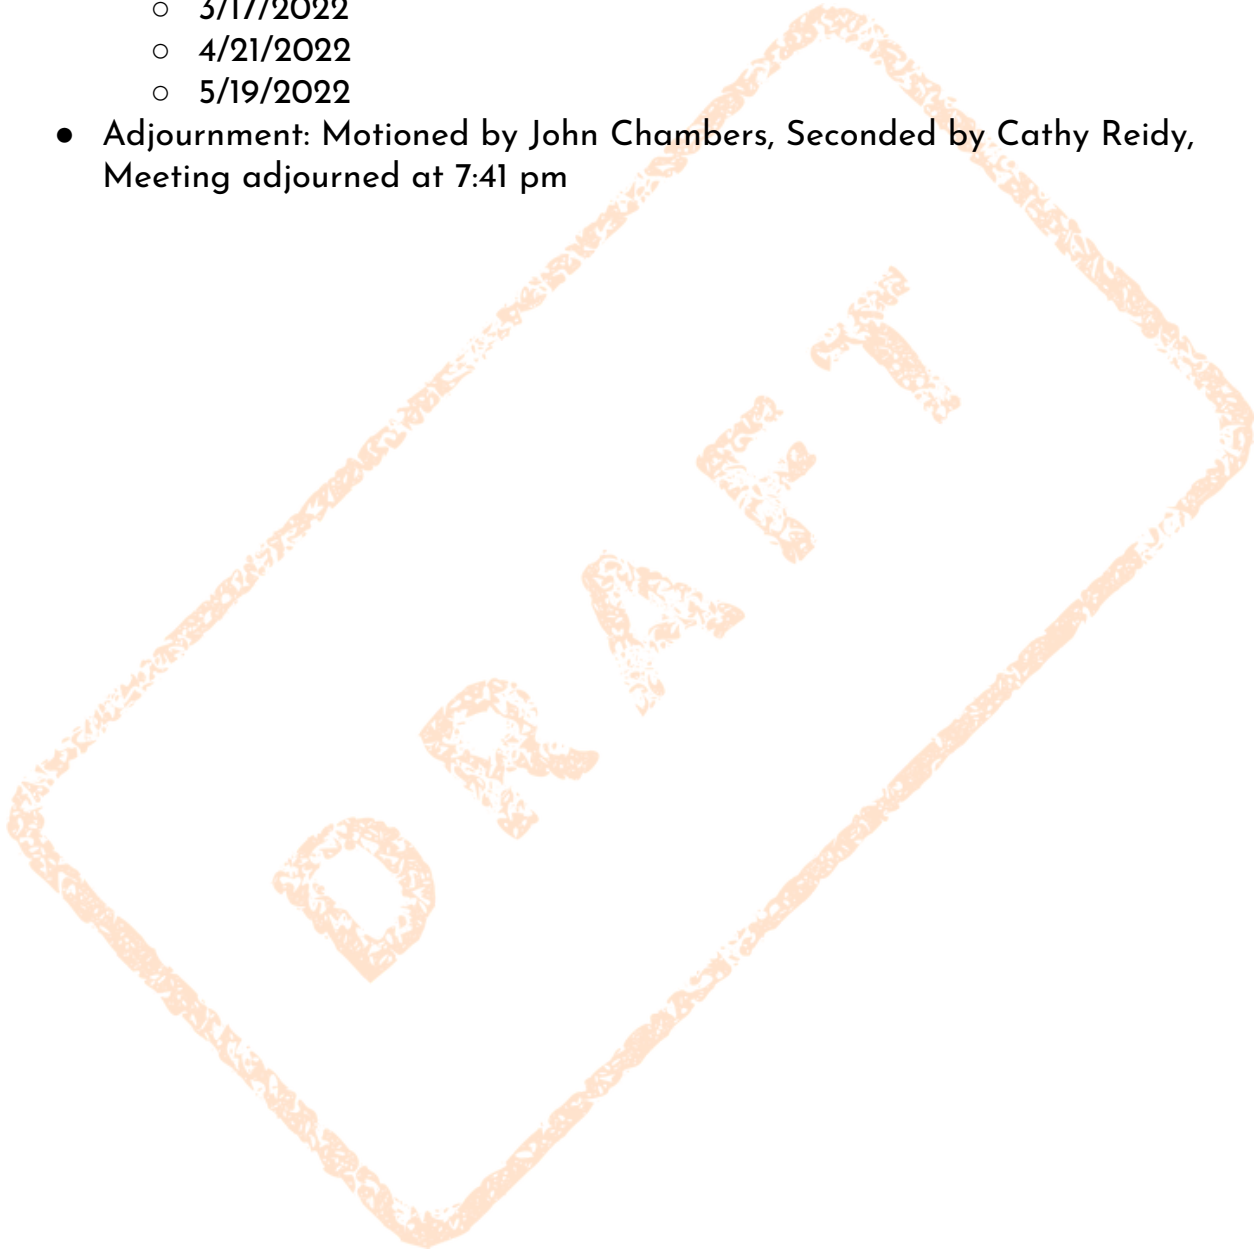 ○ 3/17/2022
○ 4/21/2022
○ 5/19/2022
● Adjournment: Motioned by John Chambers, Seconded by Cathy Reidy,
Meeting adjourned at 7:41 pm
DRAFT